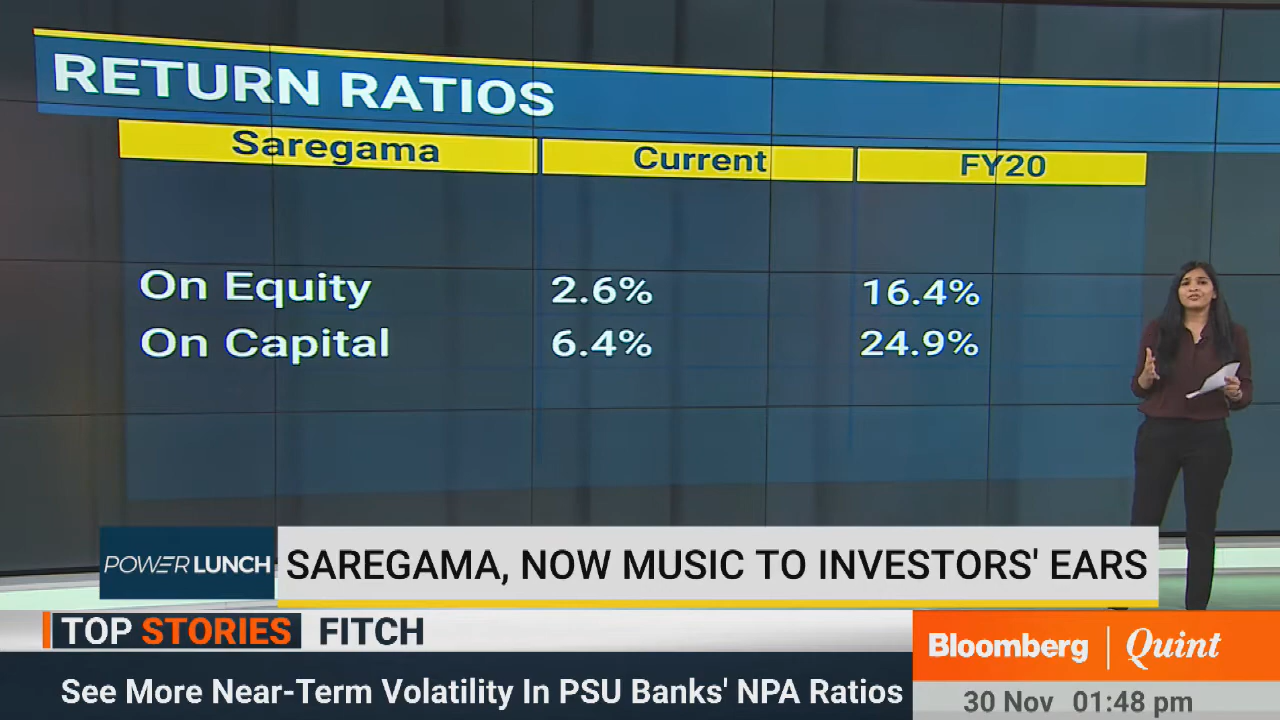 RETURN RATIOS
Saregama Current FY20
On Equity 2.6% 16.4%
On Capital 6.4% 24.9%
POWER LUNCH SAREGAMA, NOW MUSIC TO INVESTORS' EARS
TOP STORIES FITCH
See More Near-Term Volatility In PSU Banks' NPA Ratios
Bloomberg | Quint
30 Nov 01:48 pm